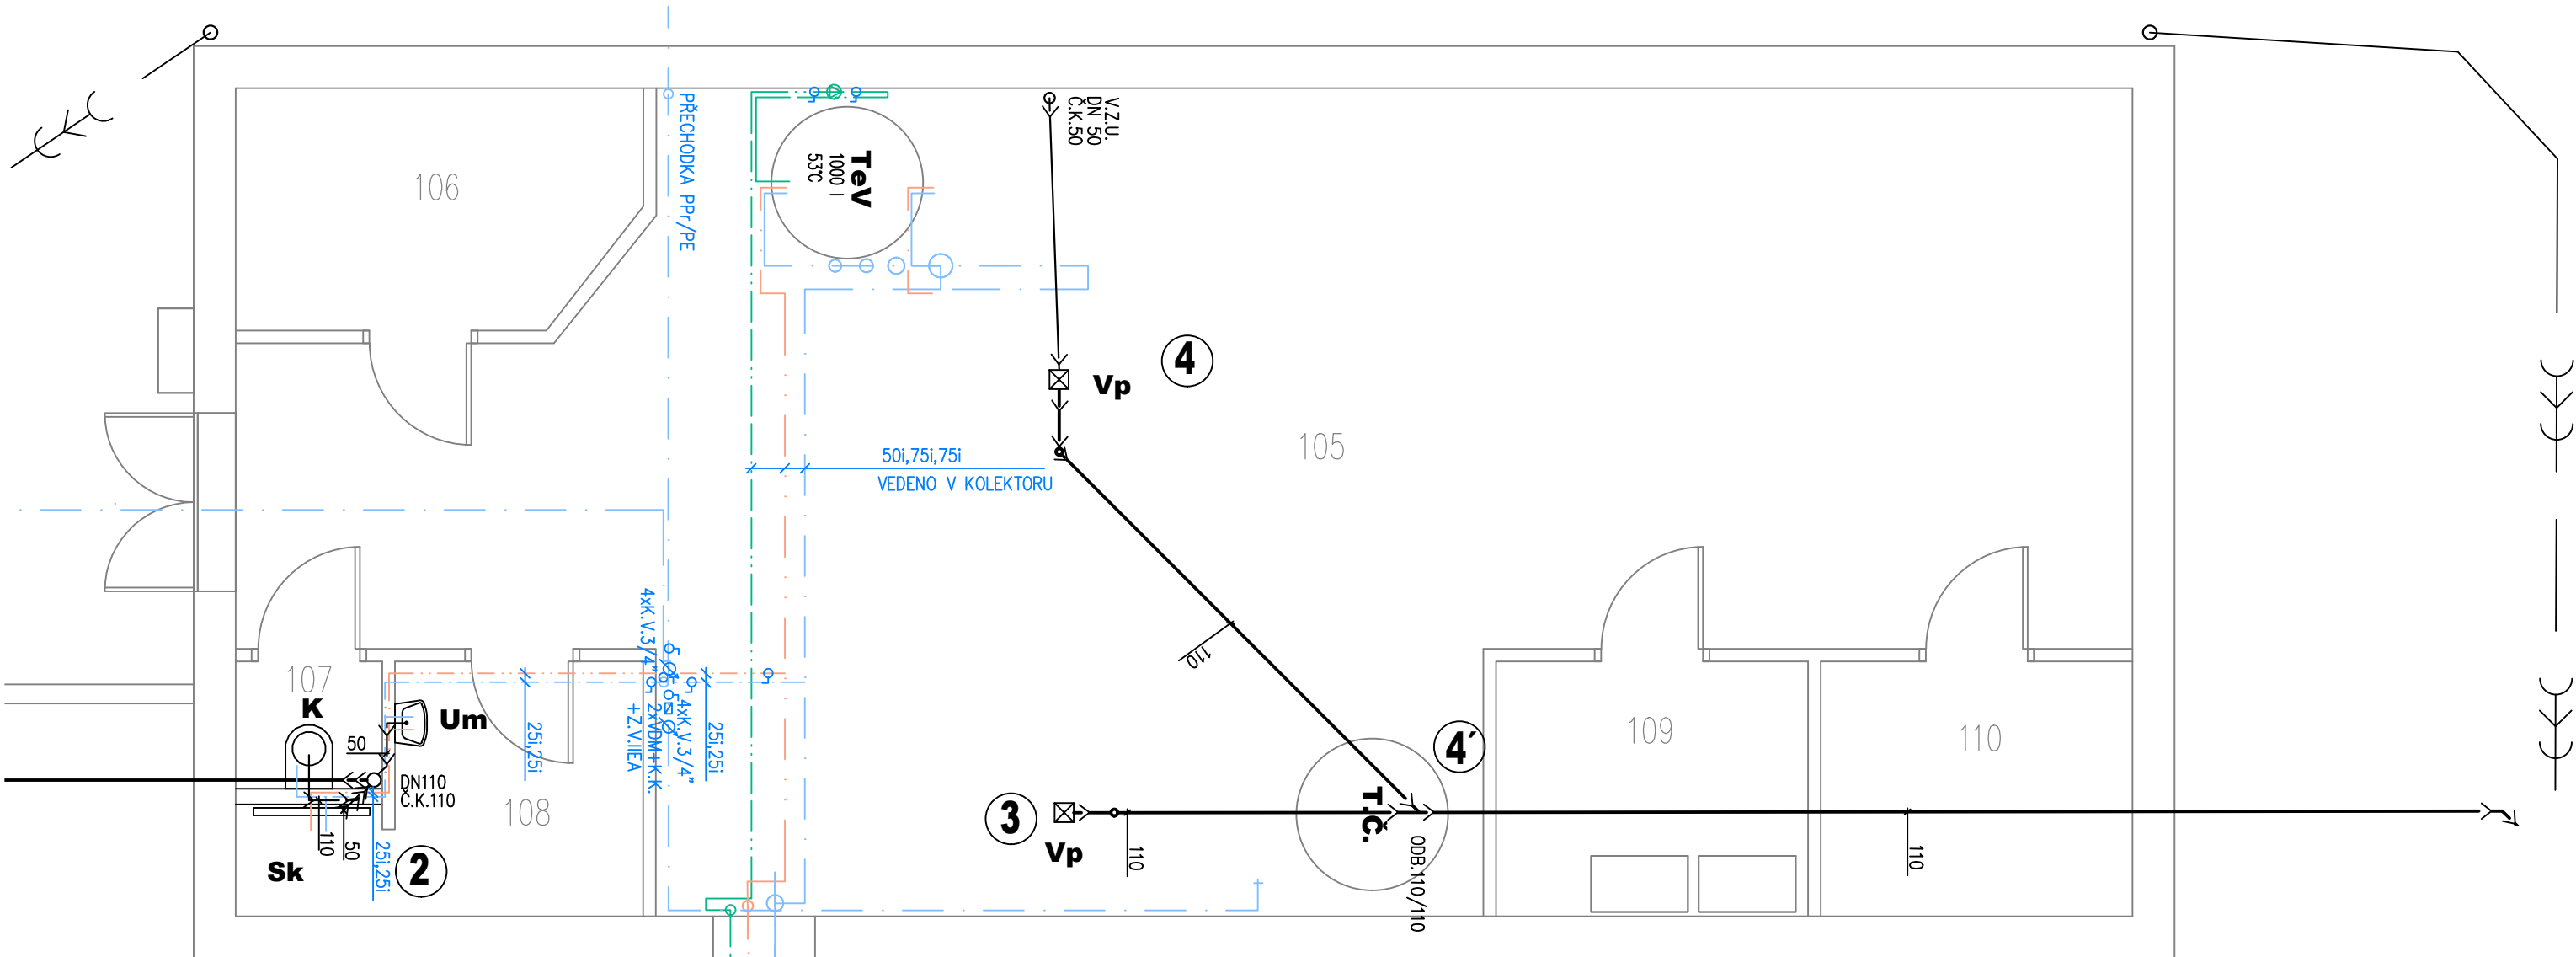 106
PŘECHODKA PPr/PE
TeV
1000 l
53°C
V.Z.U.
DN 50
Č.K.50
Vp
4
105
50i,75i,75i
VEDENO V KOLEKTORU
110
107
K
Um
50
DN110
Č.K.110
108
110
50
25i,25i
Sk
2
25i,25i
4xK.V.3/4"
4xK.V.3/4"
2xVDM+K.K.
+Z.V.IIEA
25i,25i
3
Vp
110
T.Č.
4´
ODB.110/110
109
110
110